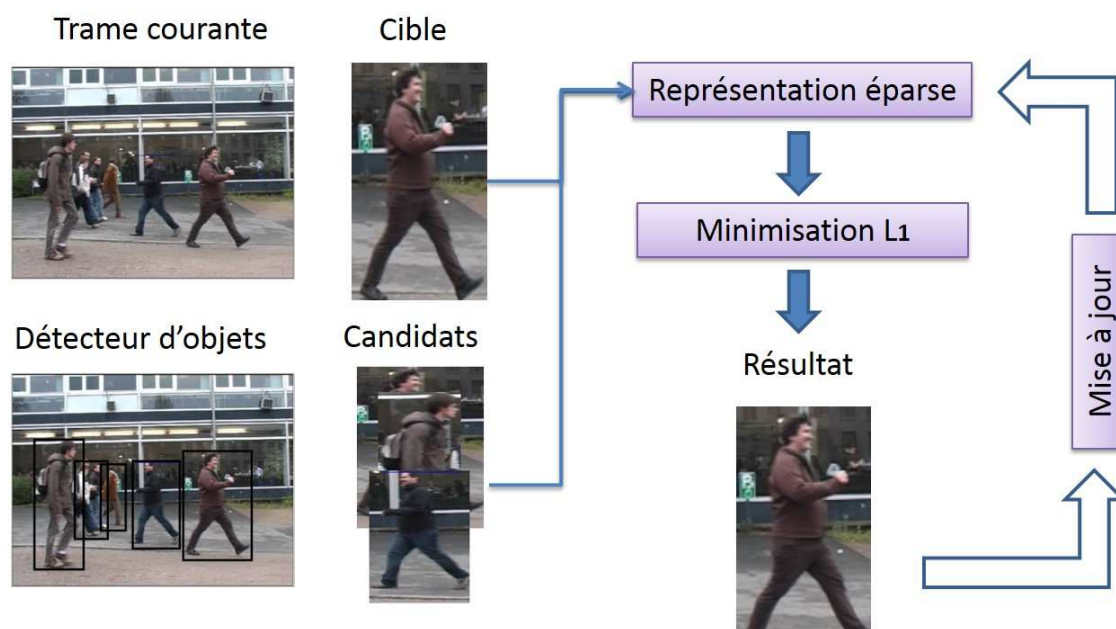 Trame courante
Cible
Représentation éparse
Minimisation L1
Mise à jour
Détecteur d'objets
Candidats
Résultat